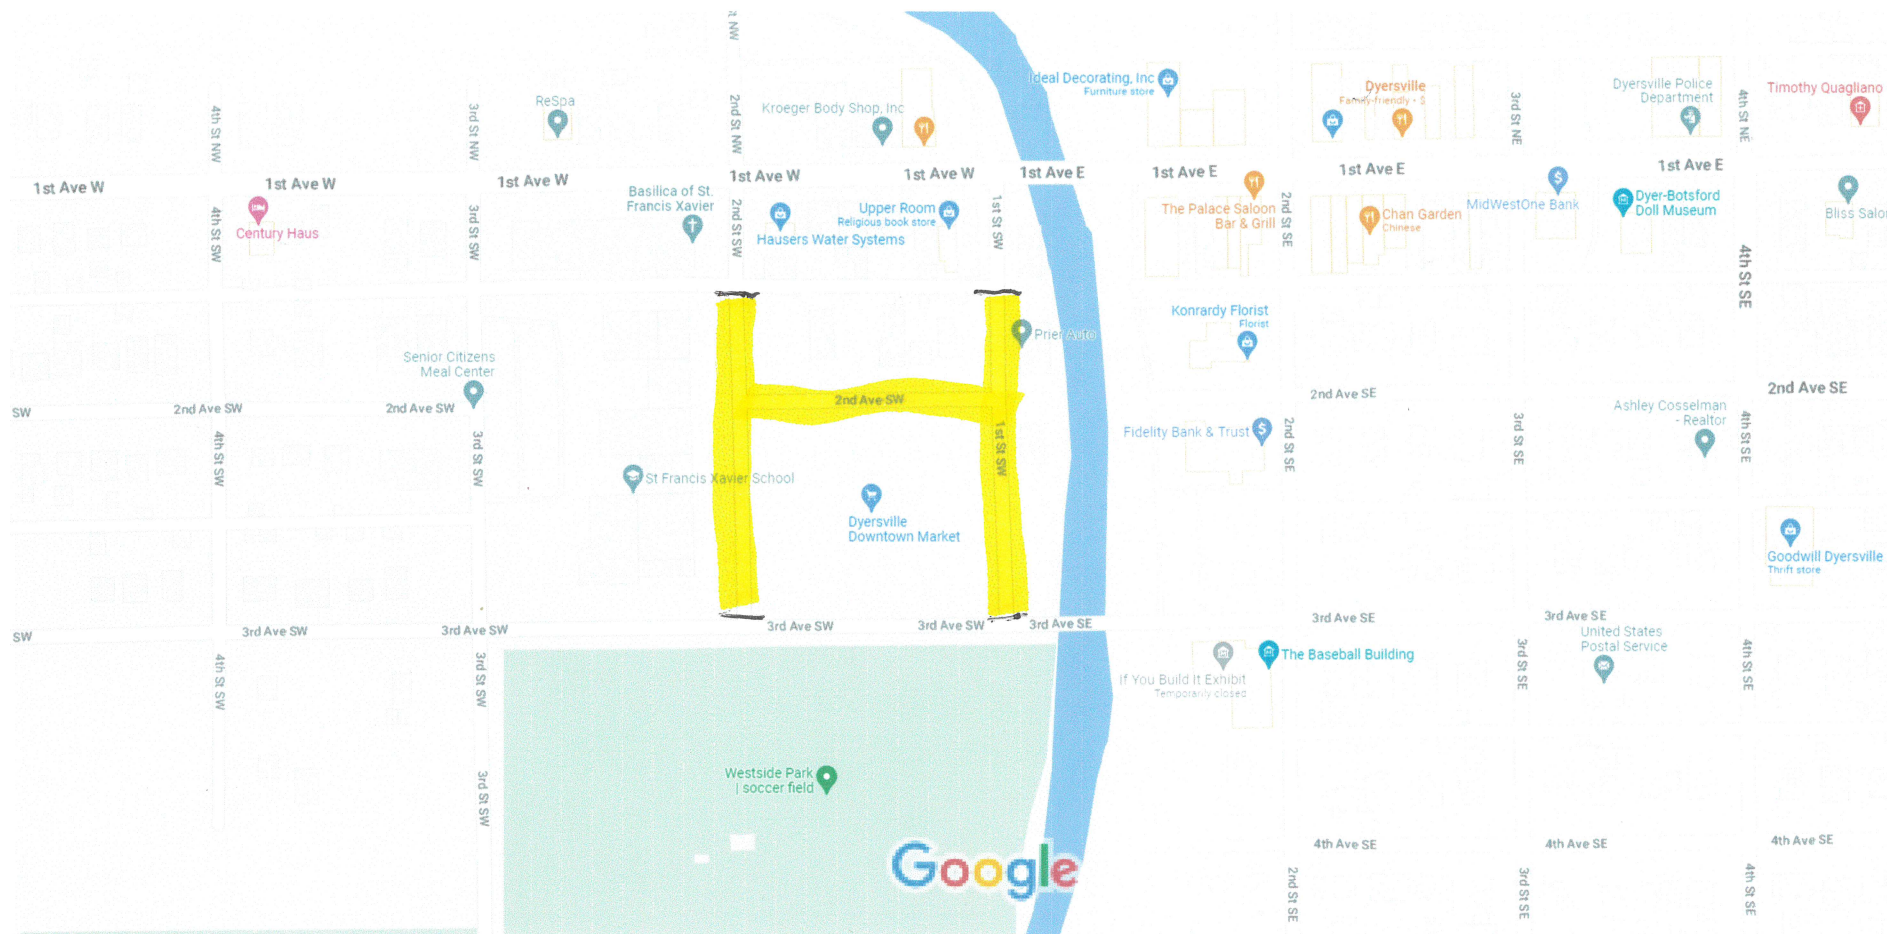 t NW
Ideal Decorating, Inc
Furniture store
Dyersville
Family-friendly - $
Dyersville Police
Department
Timothy Quagliano
ReSpa
Kroeger Body Shop, Inc
4th St NW
3rd St NW
2nd St NW
3rd St NE
4th St NE
1st Ave W
1st Ave W
1st Ave W
1st Ave W
1st Ave W
1st Ave E
1st Ave E
1st Ave E
1st Ave E
Basilica of St.
Francis Xavier
Century Haus
4th St SW
3rd St SW
2nd St SW
Hausers Water Systems
Upper Room
Religious book store
1st St SW
The Palace Saloon
Bar & Grill
2nd St SE
Chan Garden
Chinese
MidWestOne Bank
Dyer-Botsford
Doll Museum
Bliss Salo
4th St SE
Prier Auto
Konrardy Florist
Florist
Senior Citizens
Meal Center
SW
2nd Ave SW
2nd Ave SW
2nd Ave SW
2nd Ave SE
2nd Ave SE
Ashley Cosselman
- Realtor
4th St SW
3rd St SW
1st St SW
Fidelity Bank & Trust
2nd St SE
3rd St SE
4th St SE
St Francis Xavier School
Dyersville
Downtown Market
Goodwill Dyersville
Thrift store
SW
3rd Ave SW
3rd Ave SW
3rd Ave SW
3rd Ave SW
3rd Ave SE
3rd Ave SE
3rd Ave SE
United States
Postal Service
4th St SW
3rd St SW
If You Build It Exhibit
Temporarily closed
The Baseball Building
3rd St SE
4th St SE
Westside Park
| soccer field
3rd St SW
Google
4th Ave SE
4th Ave SE
4th Ave SE
2nd St SE
3rd St SE
4th St SE